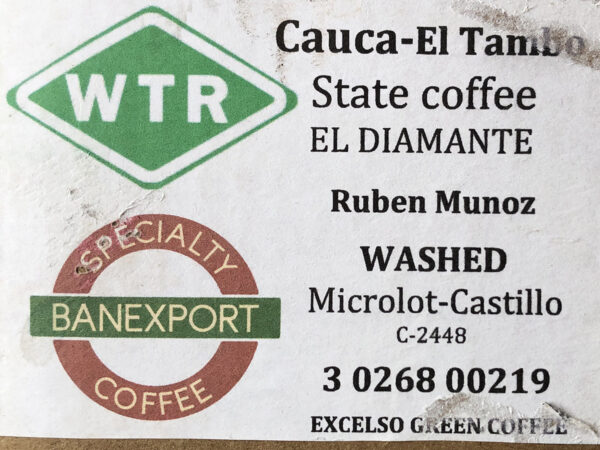 WTR
SPECIALTY
BANEXPORT
COFFEE
Cauca-El Tambo
State coffee
EL DIAMANTE
Ruben Munoz
WASHED
Microlot-Castillo
C-2448
3 0268 00219
EXCELSO GREEN COFFEE